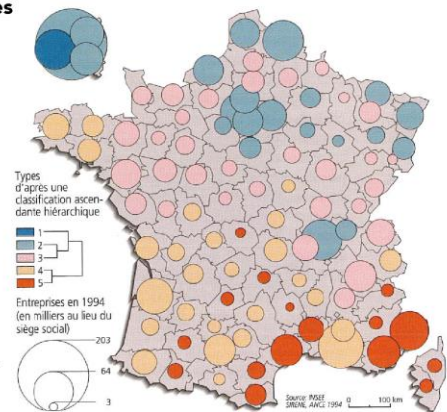 es
Types
d'après une
classification ascen-
dante hiérarchique
1
2
3
4
5
Entreprises en 1994
(en milliers au lieu du
siège social)
203
64
3
Source: INSEE
SIRENE, ANCE 1994
0 100 km